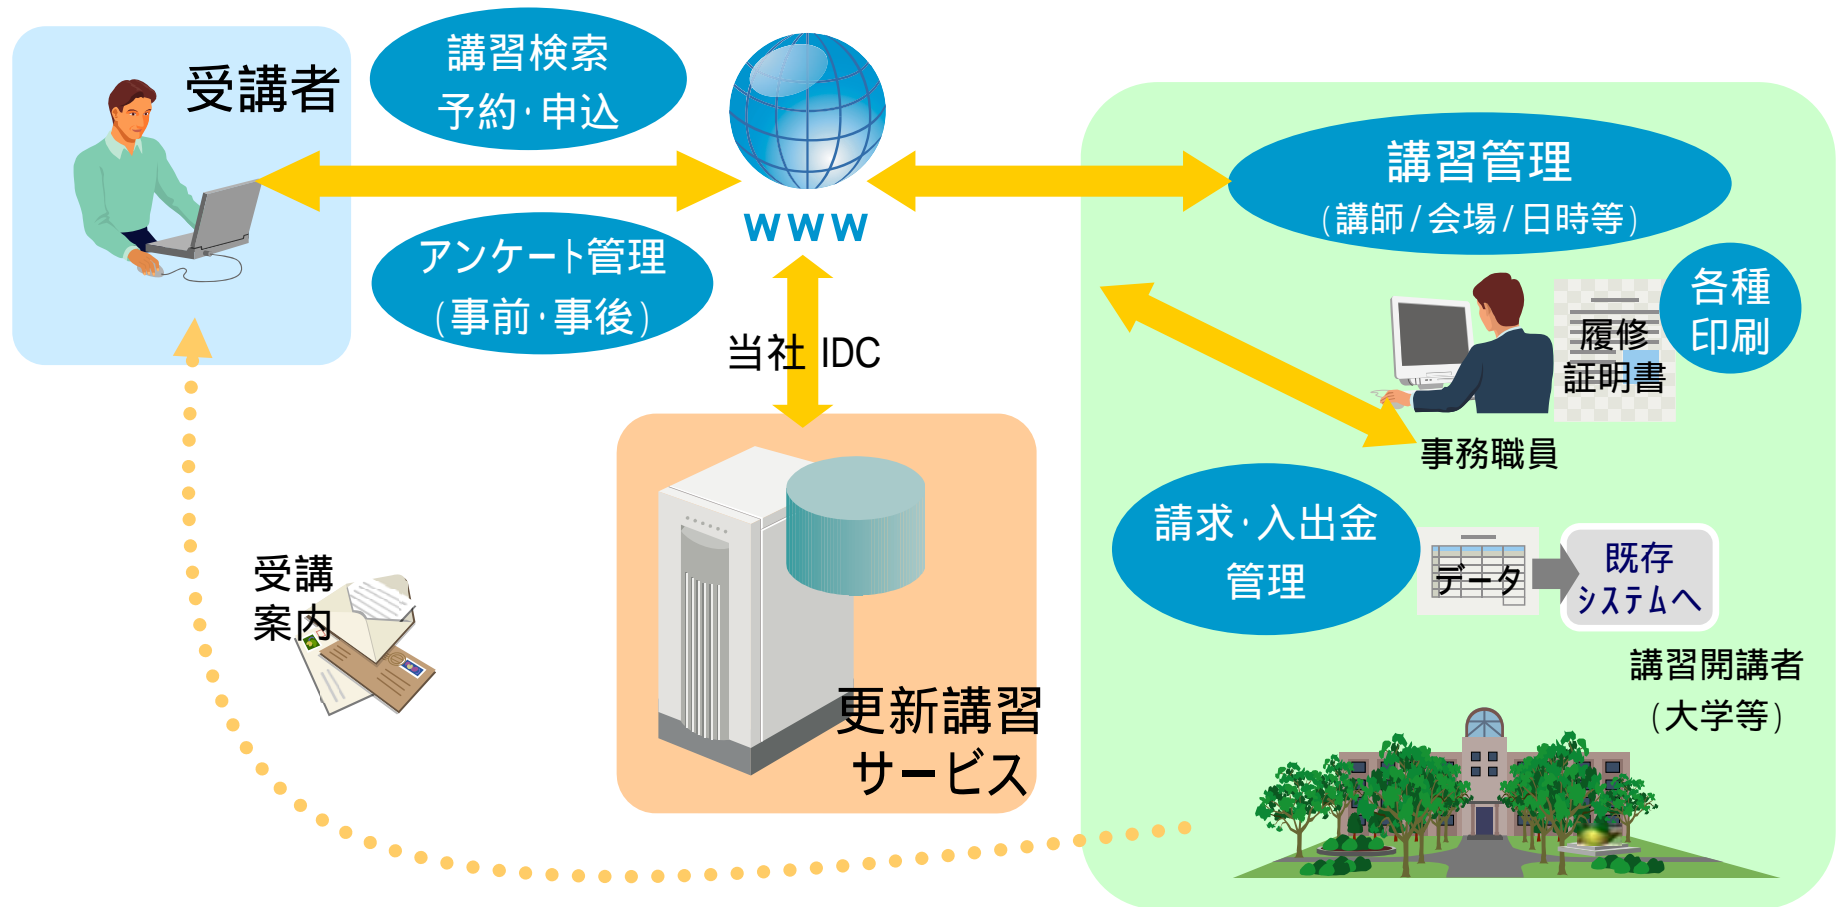 受講者
講習検索
予約・申込
アンケート管理
(事前・事後)
WWW
当社 IDC
更新講習
サービス
受講
案内
講習管理
(講師/会場/日時等)
各種
印刷
履修
証明書
事務職員
請求・入出金
管理
データ
既存
システムへ
講習開講者
(大学等)